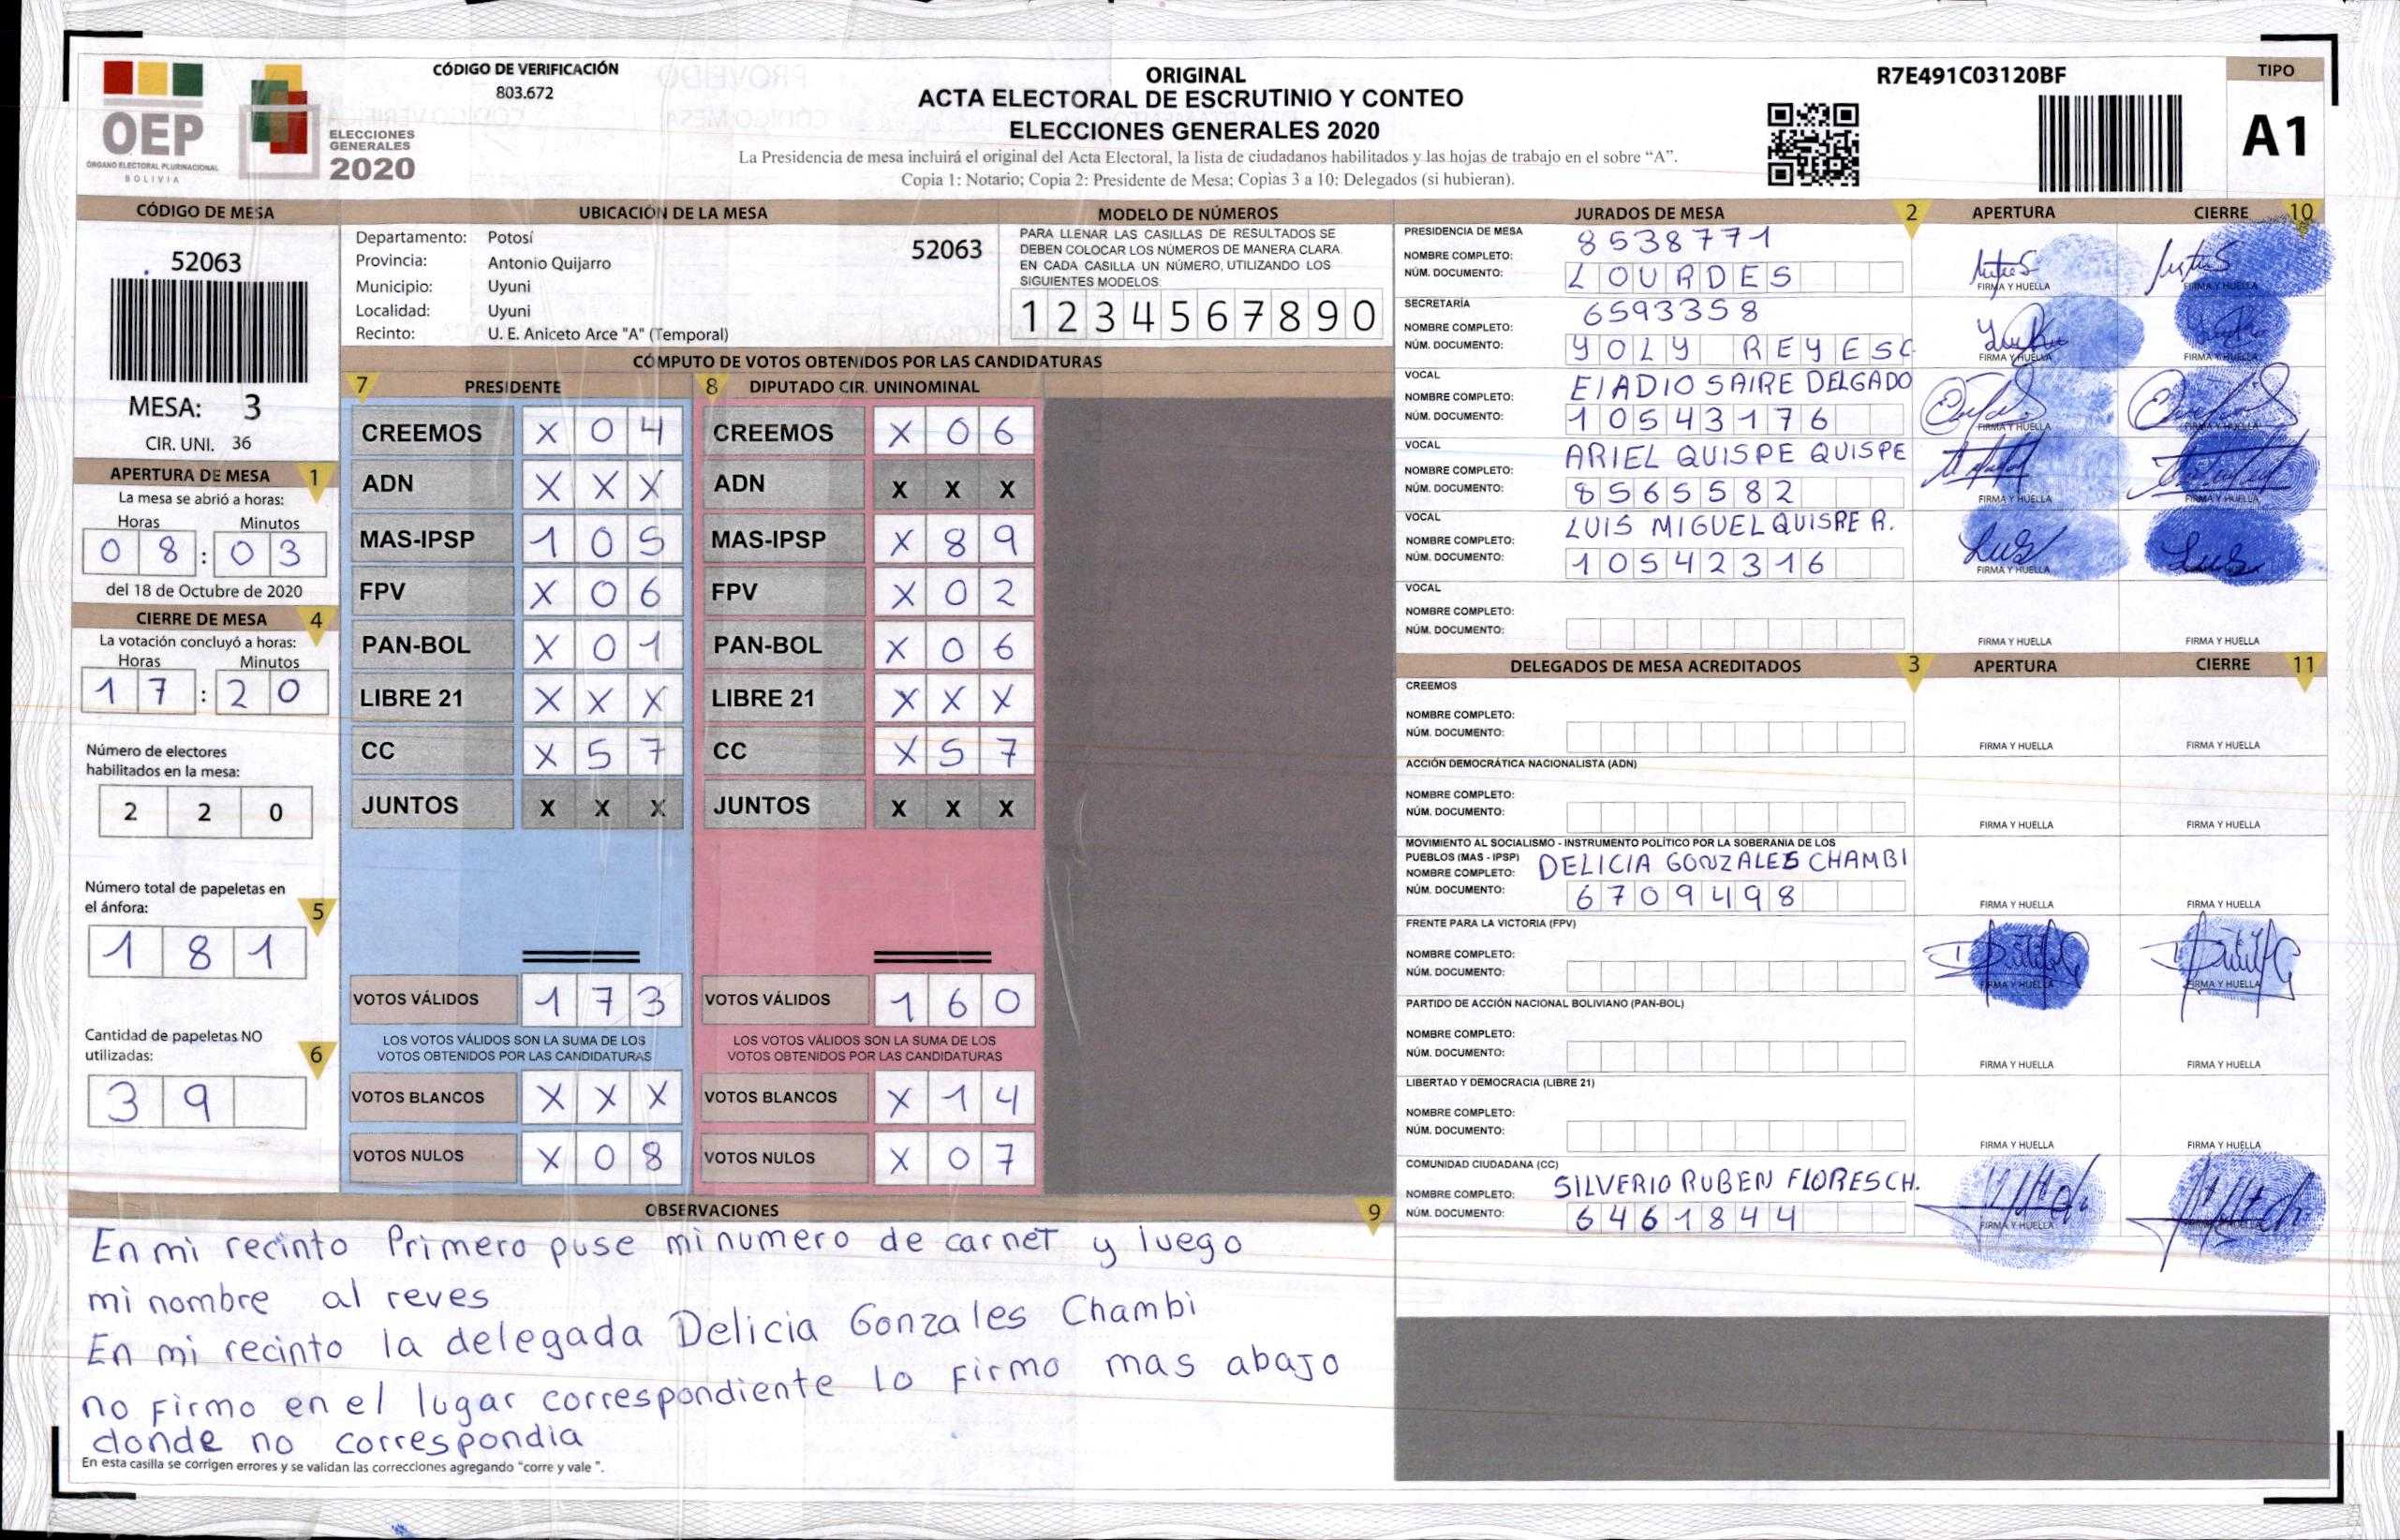 CÓDIGO DE VERIFICACIÓN
803.672
OEP
ÓRGANO ELECTORAL PLURINACIONAL
BOLIVIA
ELECCIONES
GENERALES
2020
ORIGINAL
ACTA ELECTORAL DE ESCRUTINIO Y CONTEO
ELECCIONES GENERALES 2020
La Presidencia de mesa incluirá el original del Acta Electoral, la lista de ciudadanos habilitados y las hojas de trabajo en el sobre “A”.
Copia 1: Notario; Copia 2: Presidente de Mesa; Copias 3 a 10: Delegados (si hubieran).
R7E491C03120BF
TIPO
A1
CÓDIGO DE MESA
52063
MESA: 3
CIR. UNI. 36
APERTURA DE MESA 1
La mesa se abrió a horas:
Horas Minutos
08:03
del 18 de Octubre de 2020
CIERRE DE MESA 4
La votación concluyó a horas:
Horas Minutos
17:20
Número de electores
habilitados en la mesa:
2 2 0
Número total de papeletas en
el ánfora: 5
1 8 1
Cantidad de papeletas NO
utilizadas: 6
3 9
UBICACIÓN DE LA MESA
Departamento: Potosí 52063
Provincia: Antonio Quijarro
Municipio: Uyuni
Localidad: Uyuni
Recinto: U. E. Aniceto Arce "A" (Temporal)
MODELO DE NÚMEROS
PARA LLENAR LAS CASILLAS DE RESULTADOS SE
DEBEN COLOCAR LOS NÚMEROS DE MANERA CLARA
EN CADA CASILLA UN NÚMERO, UTILIZANDO LOS
SIGUIENTES MODELOS:
1 2 3 4 5 6 7 8 9 0
CÓMPUTO DE VOTOS OBTENIDOS POR LAS CANDIDATURAS
7 PRESIDENTE 8 DIPUTADO CIR. UNINOMINAL
CREEMOS X 0 4 CREEMOS X 0 6
ADN X X X ADN X X X
MAS-IPSP 1 0 5 MAS-IPSP X 8 9
FPV X 0 6 FPV X 0 2
PAN-BOL X 0 1 PAN-BOL X 0 6
LIBRE 21 X X X LIBRE 21 X X X
CC X 5 7 CC X 5 7
JUNTOS X X X JUNTOS X X X
VOTOS VÁLIDOS 1 7 3 VOTOS VÁLIDOS 1 6 0
LOS VOTOS VÁLIDOS SON LA SUMA DE LOS LOS VOTOS VÁLIDOS SON LA SUMA DE LOS
VOTOS OBTENIDOS POR LAS CANDIDATURAS VOTOS OBTENIDOS POR LAS CANDIDATURAS
VOTOS BLANCOS X X X VOTOS BLANCOS X 1 4
VOTOS NULOS X 0 8 VOTOS NULOS X 0 7
JURADOS DE MESA 2 APERTURA CIERRE 10
PRESIDENCIA DE MESA 8538771
NOMBRE COMPLETO:
NÚM. DOCUMENTO: LOURDES FIRMA Y HUELLA FIRMA Y HUELLA
SECRETARÍA 6593358
NOMBRE COMPLETO:
NÚM. DOCUMENTO: YOLY REYES C FIRMA Y HUELLA FIRMA Y HUELLA
VOCAL
NOMBRE COMPLETO: ElADIO SAIRE DELGADO
NÚM. DOCUMENTO: 10543176 FIRMA Y HUELLA FIRMA Y HUELLA
VOCAL
NOMBRE COMPLETO: ARIEL QUISPE QUISPE
NÚM. DOCUMENTO: 8565582 FIRMA Y HUELLA FIRMA Y HUELLA
VOCAL
NOMBRE COMPLETO: LUIS MIGUEL QUISPE R.
NÚM. DOCUMENTO: 10542316 FIRMA Y HUELLA FIRMA Y HUELLA
VOCAL
NOMBRE COMPLETO:
NÚM. DOCUMENTO: FIRMA Y HUELLA FIRMA Y HUELLA
DELEGADOS DE MESA ACREDITADOS 3 APERTURA CIERRE 11
CREEMOS
NOMBRE COMPLETO:
NÚM. DOCUMENTO: FIRMA Y HUELLA FIRMA Y HUELLA
ACCIÓN DEMOCRÁTICA NACIONALISTA (ADN)
NOMBRE COMPLETO:
NÚM. DOCUMENTO: FIRMA Y HUELLA FIRMA Y HUELLA
MOVIMIENTO AL SOCIALISMO - INSTRUMENTO POLÍTICO POR LA SOBERANIA DE LOS
PUEBLOS (MAS - IPSP)
NOMBRE COMPLETO: DELICIA GONZALES CHAMBI
NÚM. DOCUMENTO: 6709498 FIRMA Y HUELLA FIRMA Y HUELLA
FRENTE PARA LA VICTORIA (FPV)
NOMBRE COMPLETO:
NÚM. DOCUMENTO: FIRMA Y HUELLA FIRMA Y HUELLA
PARTIDO DE ACCIÓN NACIONAL BOLIVIANO (PAN-BOL)
NOMBRE COMPLETO:
NÚM. DOCUMENTO: FIRMA Y HUELLA FIRMA Y HUELLA
LIBERTAD Y DEMOCRACIA (LIBRE 21)
NOMBRE COMPLETO:
NÚM. DOCUMENTO: FIRMA Y HUELLA FIRMA Y HUELLA
COMUNIDAD CIUDADANA (CC)
NOMBRE COMPLETO: SILVERIO RUBEN FLORES CH.
NÚM. DOCUMENTO: 6461844 FIRMA Y HUELLA FIRMA Y HUELLA
OBSERVACIONES 9
En mi recinto Primero puse mi numero de carnet y luego
mi nombre al reves
En mi recinto la delegada Delicia Gonzales Chambi
no firmo en el lugar correspondiente lo firmo mas abajo
donde no correspondia
En esta casilla se corrigen errores y se validan las correcciones agregando "corre y vale ".